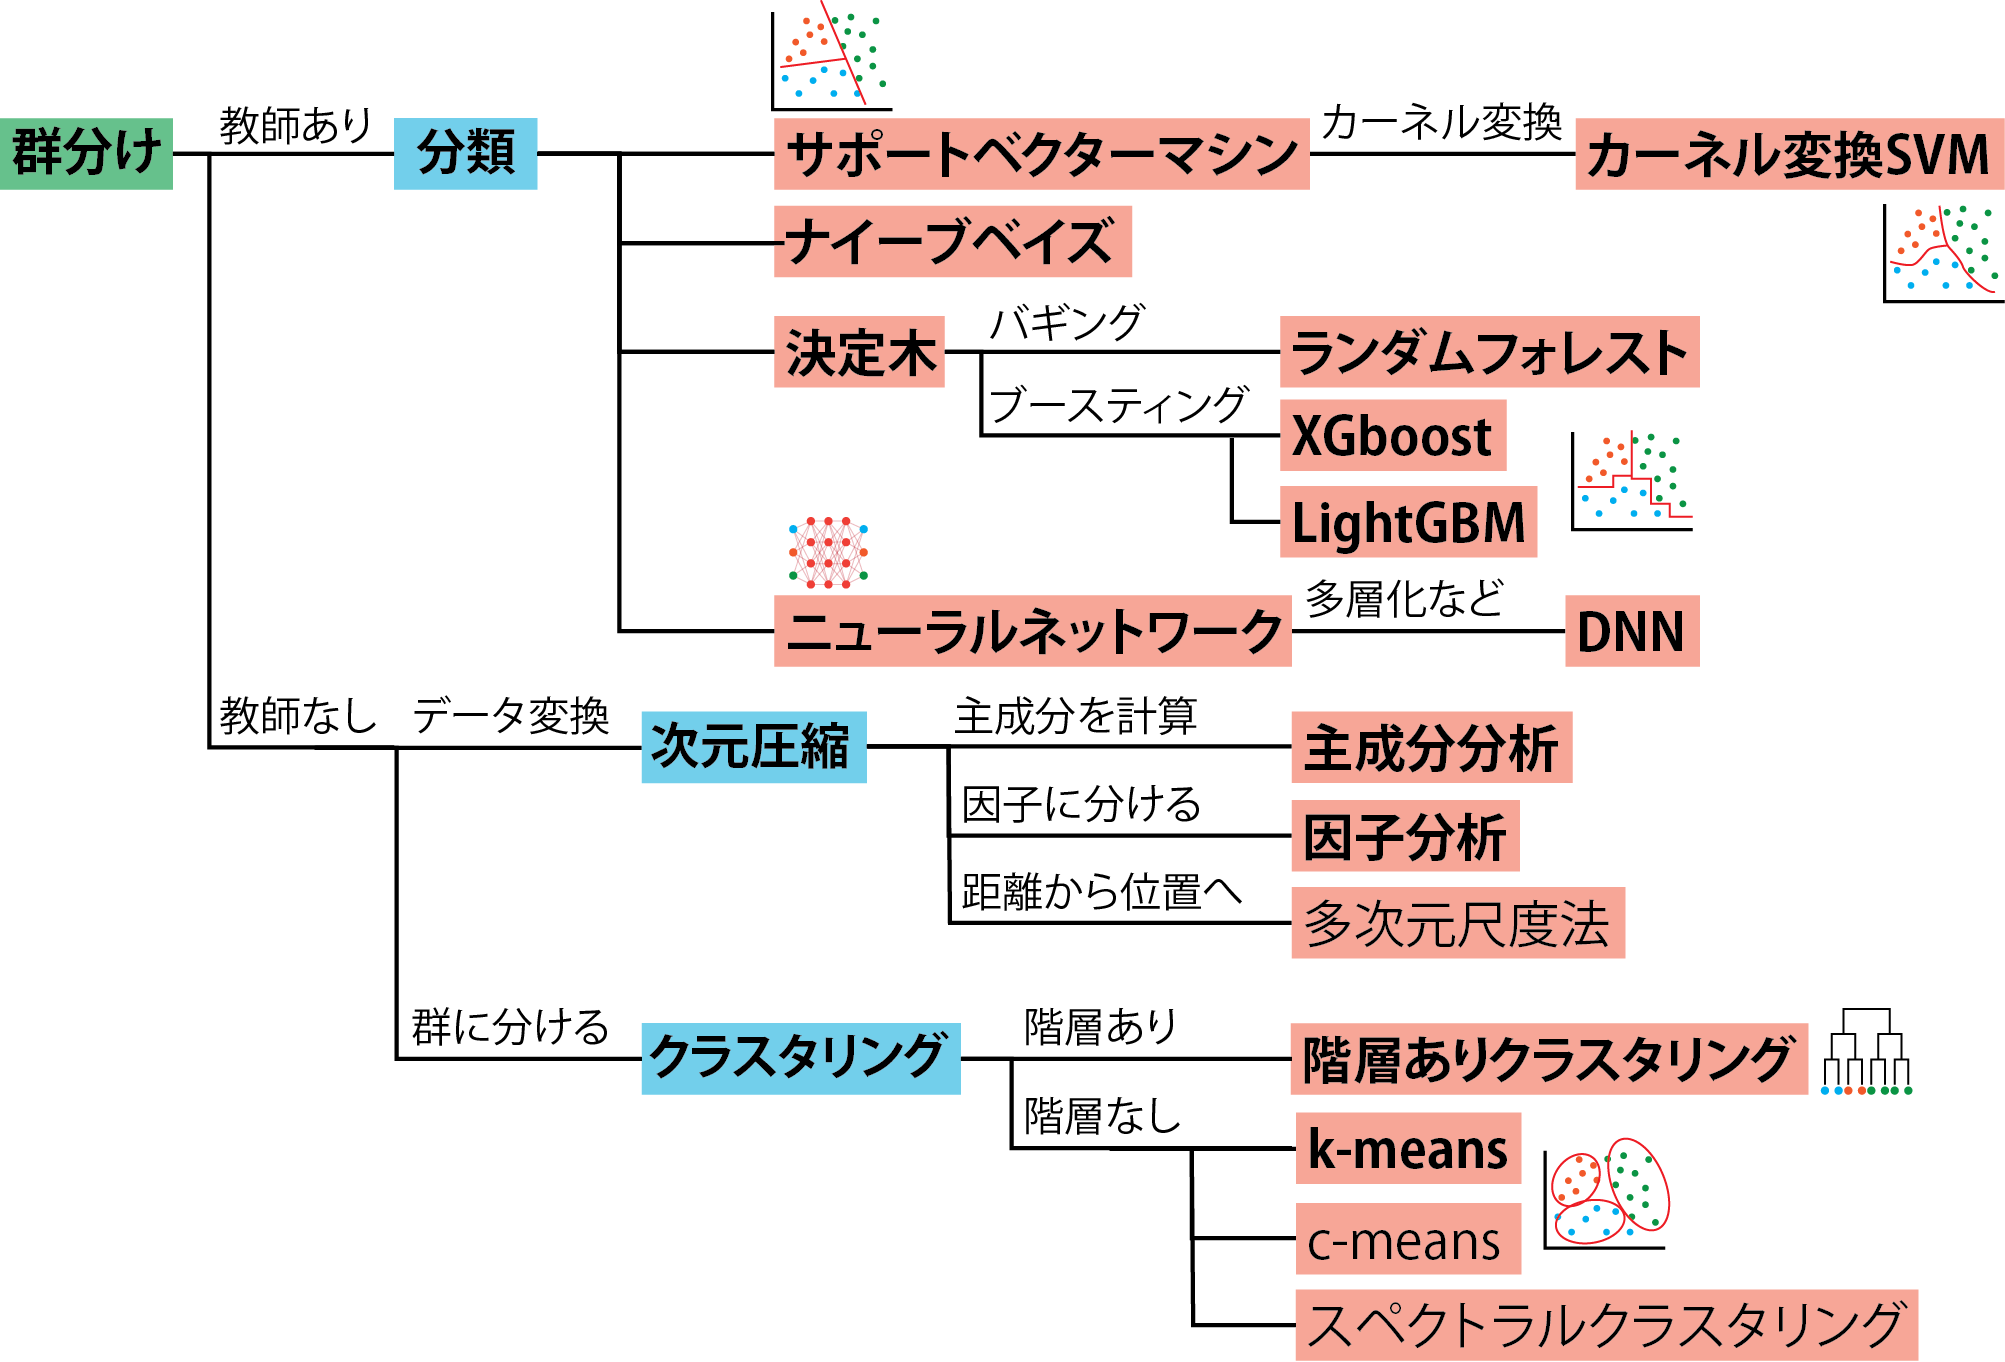 群分け
教師あり
分類
サポートベクターマシン
カーネル変換
カーネル変換SVM
ナイーブベイズ
決定木
バギング
ランダムフォレスト
ブースティング
XGboost
LightGBM
ニューラルネットワーク
多層化など
DNN
教師なし
データ変換
次元圧縮
主成分を計算
主成分分析
因子に分ける
因子分析
距離から位置へ
多次元尺度法
群に分ける
クラスタリング
階層あり
階層ありクラスタリング
階層なし
k-means
c-means
スペクトラルクラスタリング